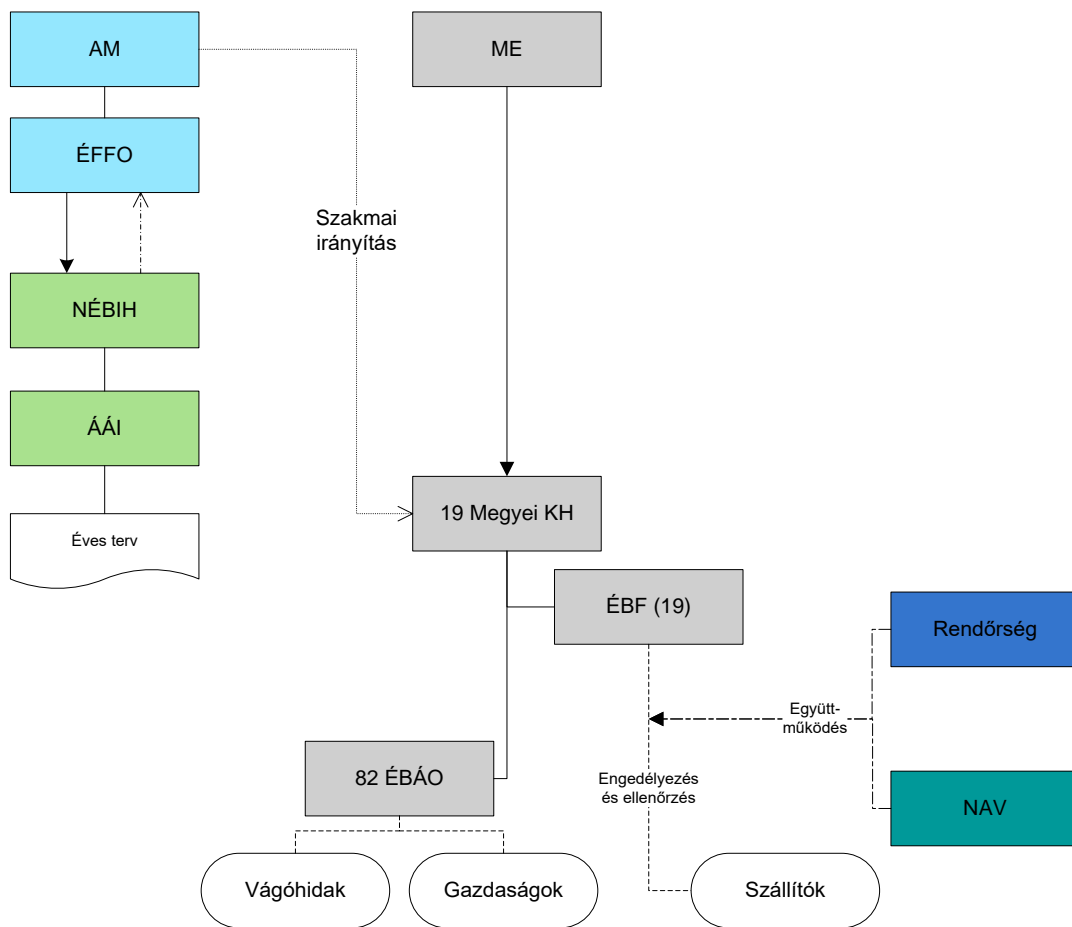 AM
ME
ÉFFO
Szakmai
irányítás
NÉBIH
ÁÁI
19 Megyei KH
Éves terv
ÉBF (19)
Rendőrség
Együtt-
működés
82 ÉBÁO
Engedélyezés
és ellenőrzés
NAV
Vágóhidak
Gazdaságok
Szállítók